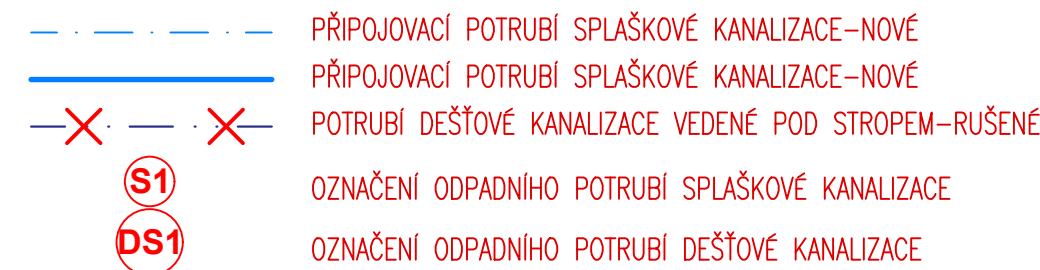 PŘIPOJOVACÍ POTRUBÍ SPLAŠKOVÉ KANALIZACE-NOVÉ
PŘIPOJOVACÍ POTRUBÍ SPLAŠKOVÉ KANALIZACE-NOVÉ
POTRUBÍ DEŠŤOVÉ KANALIZACE VEDENÉ POD STROPEM-RUŠENÉ
S1 OZNAČENÍ ODPADNÍHO POTRUBÍ SPLAŠKOVÉ KANALIZACE
DS1 OZNAČENÍ ODPADNÍHO POTRUBÍ DEŠŤOVÉ KANALIZACE